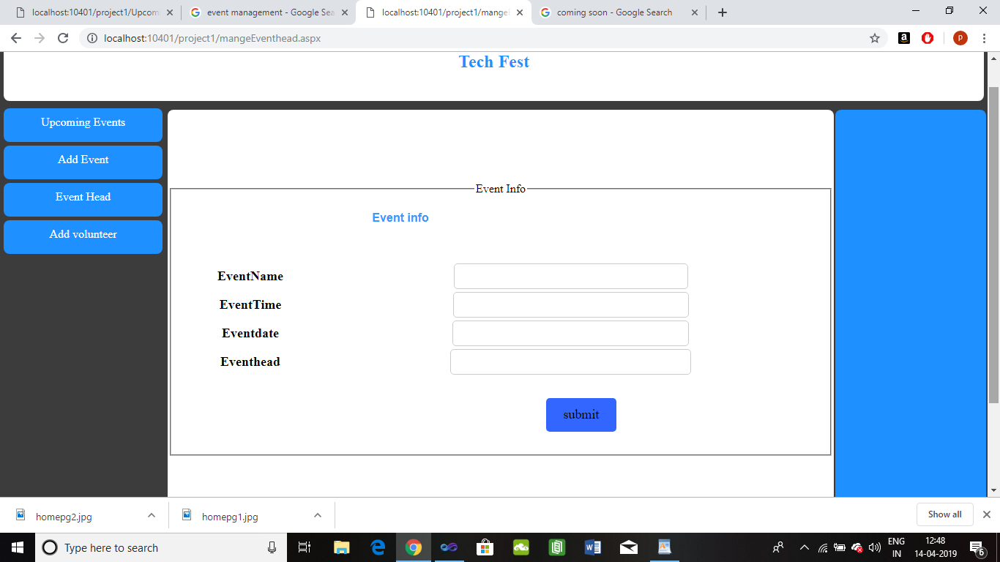 localhost:10401/project1/Upcom
event management - Google Sea
localhost:10401/project1/mange
coming soon - Google Search
localhost:10401/project1/mangeEventhead.aspx
a
p
Tech Fest
Upcoming Events
Add Event
Event Head
Add volunteer
Event Info
Event info
EventName
EventTime
Eventdate
Eventhead
submit
homepg2.jpg
homepg1.jpg
Show all
Type here to search
ENG
IN
12:48
14-04-2019
6